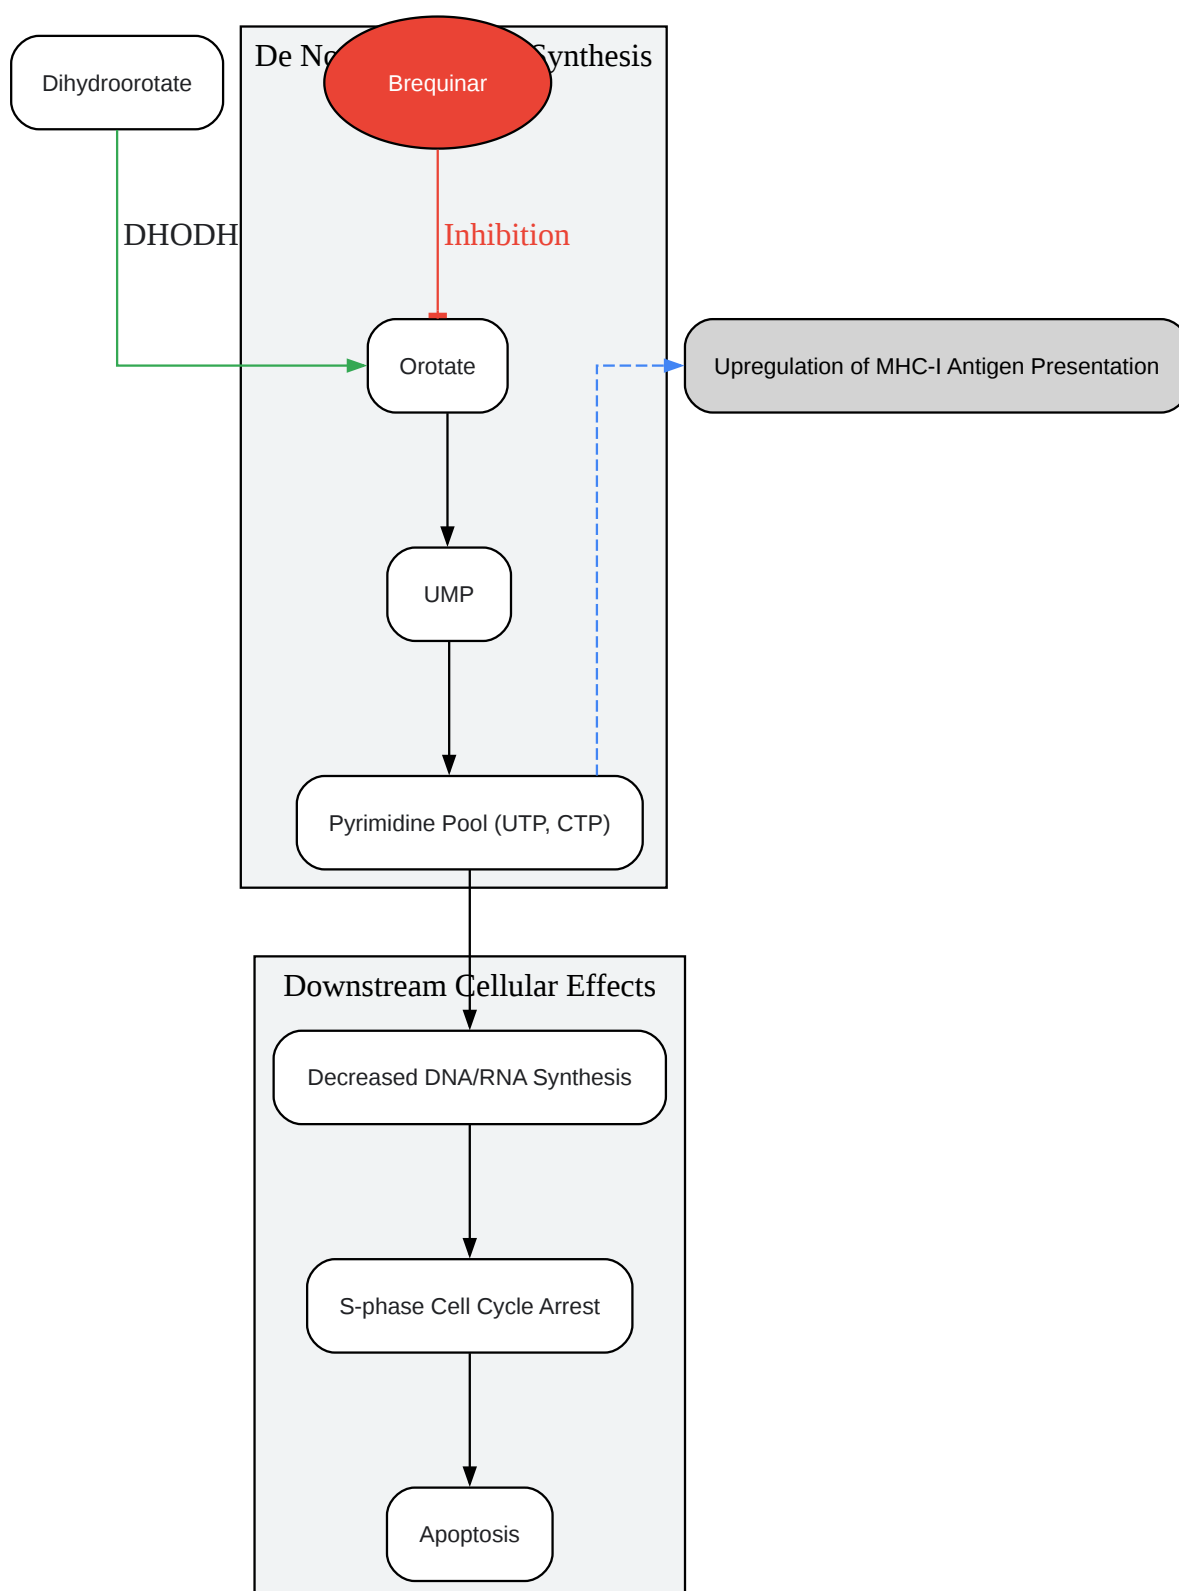 De No Synthesis
Dihydroorotate
Brequinar
DHODH
Inhibition
Orotate
Upregulation of MHC-I Antigen Presentation
UMP
Pyrimidine Pool (UTP, CTP)
Downstream Cellular Effects
Decreased DNA/RNA Synthesis
S-phase Cell Cycle Arrest
Apoptosis